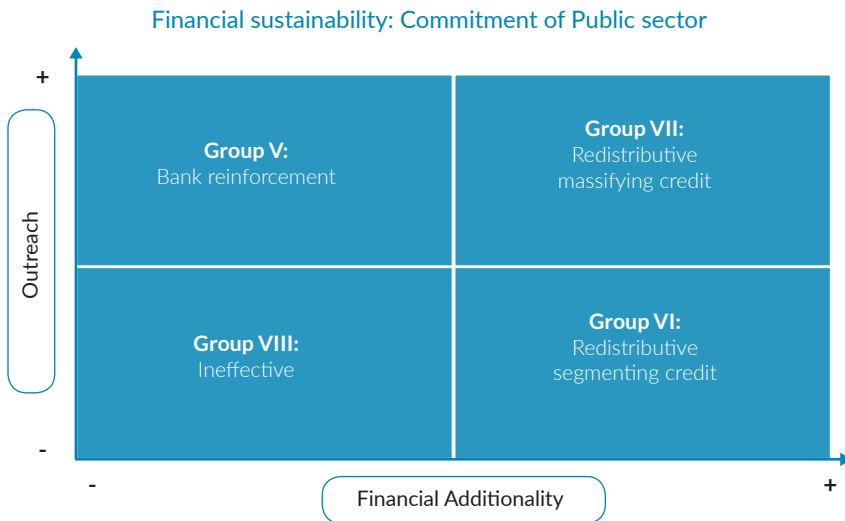 Financial sustainability: Commitment of Public sector
+
Group V:
Bank reinforcement
Group VII:
Redistributive
massifying credit
Outreach
Group VIII:
Ineffective
Group VI:
Redistributive
segmenting credit
-
-
+
Financial Additionality